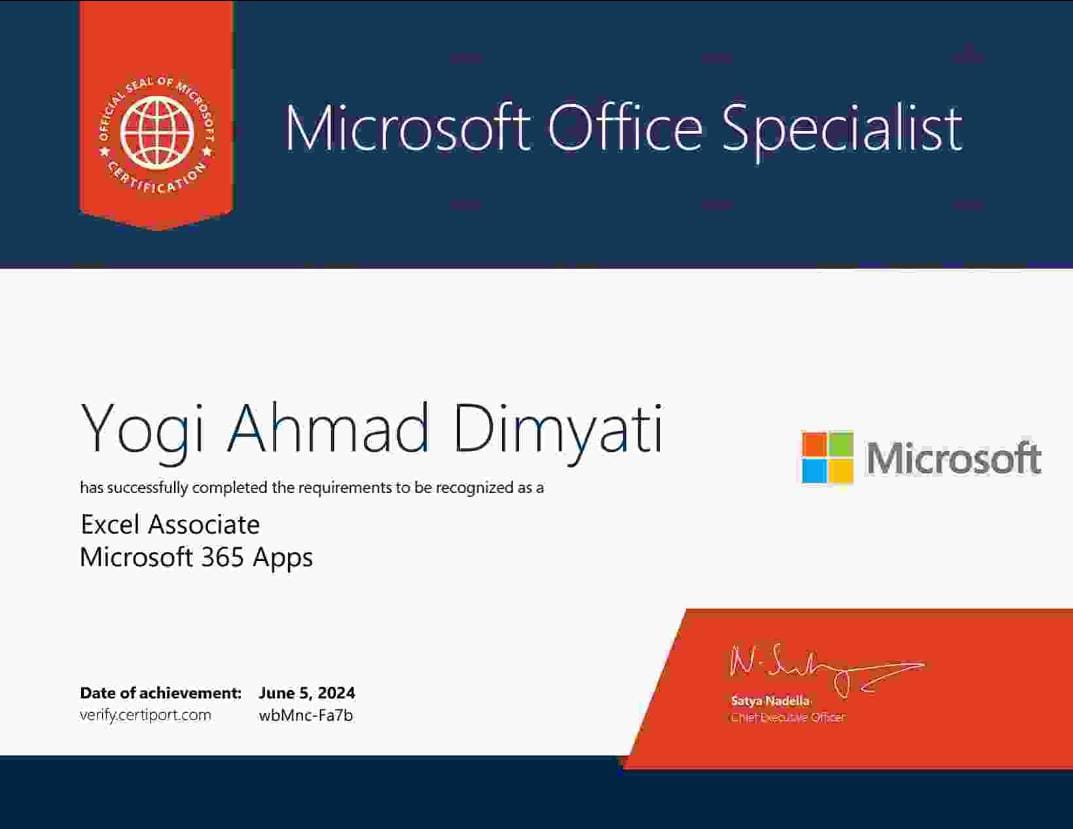 OFFICIAL SEAL OF MICROSOFT
CERTIFICATION
Microsoft Office Specialist
Yogi Ahmad Dimyati
has successfully completed the requirements to be recognized as a
Excel Associate
Microsoft 365 Apps
Microsoft
Date of achievement: June 5, 2024
verify.certiport.com wbMnc-Fa7b
Satya Nadella
Chief Executive Officer